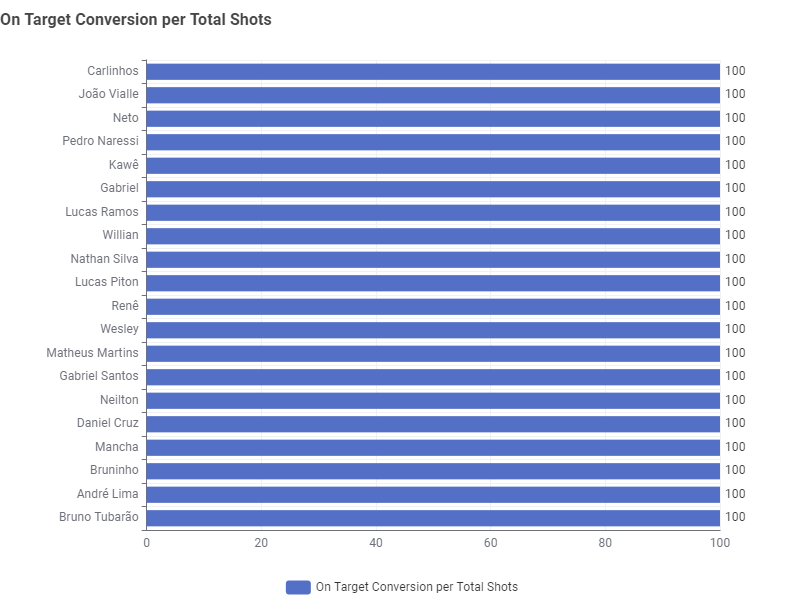 On Target Conversion per Total Shots
Carlinhos 100
João Vialle 100
Neto 100
Pedro Naressi 100
Kawê 100
Gabriel 100
Lucas Ramos 100
Willian 100
Nathan Silva 100
Lucas Piton 100
Renê 100
Wesley 100
Matheus Martins 100
Gabriel Santos 100
Neilton 100
Daniel Cruz 100
Mancha 100
Bruninho 100
André Lima 100
Bruno Tubarão 100
0 20 40 60 80 100
On Target Conversion per Total Shots